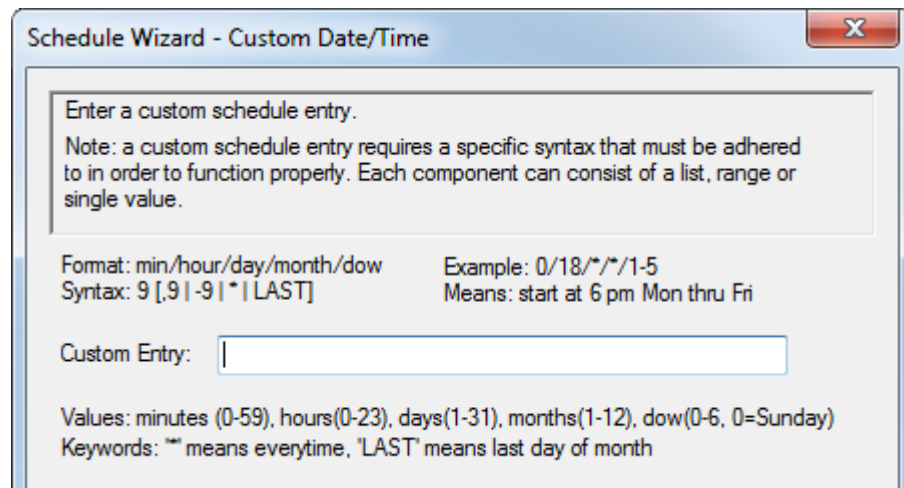 Schedule Wizard - Custom Date/Time
Enter a custom schedule entry.
Note: a custom schedule entry requires a specific syntax that must be adhered
to in order to function properly. Each component can consist of a list, range or
single value.
Format: min/hour/day/month/dow
Syntax: 9 [,9 | -9 | * | LAST]
Example: 0/18/*/*/1-5
Means: start at 6 pm Mon thru Fri
Custom Entry:
Values: minutes (0-59), hours(0-23), days(1-31), months(1-12), dow(0-6, 0=Sunday)
Keywords: '*' means everytime, 'LAST' means last day of month